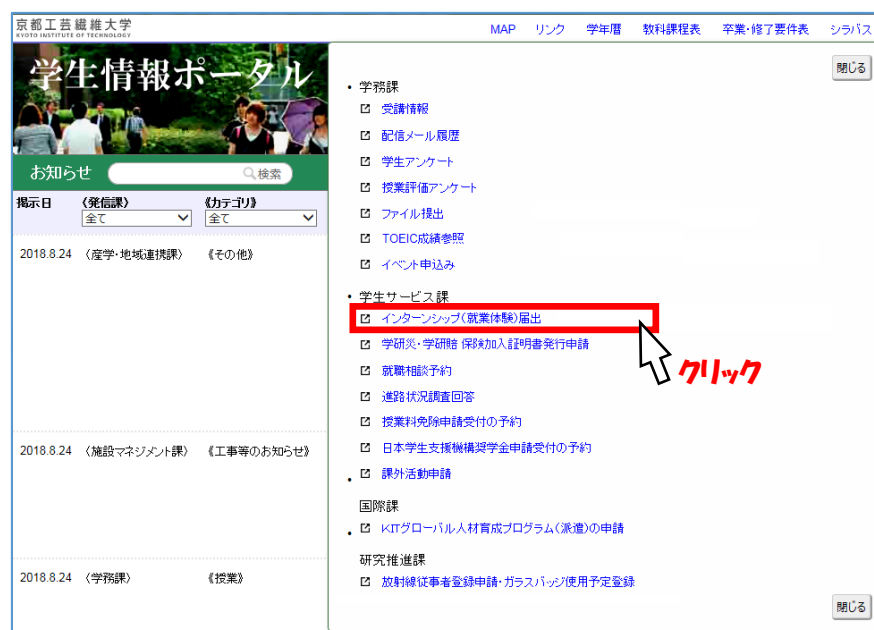 京都工芸繊維大学
KYOTO INSTITUTE OF TECHNOLOGY
MAP リンク 学年暦 教科課程表 卒業・修了要件表 シラバス
学生情報ポータル
お知らせ 検索
掲示日 《発信課》 《カテゴリ》
全て 全て
2018.8.24 〈産学・地域連携課〉 《その他》
2018.8.24 〈施設マネジメント課〉 《工事等のお知らせ》
2018.8.24 〈学務課〉 《授業》
閉じる
・学務課
受講情報
配信メール履歴
学生アンケート
授業評価アンケート
ファイル提出
TOEIC成績参照
イベント申込み
・学生サービス課
インターンシップ(就業体験)届出
クリック
学研災・学研賠 保険加入証明書発行申請
就職相談予約
進路状況調査回答
授業料免除申請受付の予約
日本学生支援機構奨学金申請受付の予約
課外活動申請
・
国際課
KITグローバル人材育成プログラム(派遣)の申請
・
研究推進課
放射線従事者登録申請・ガラスバッジ使用予定登録
閉じる